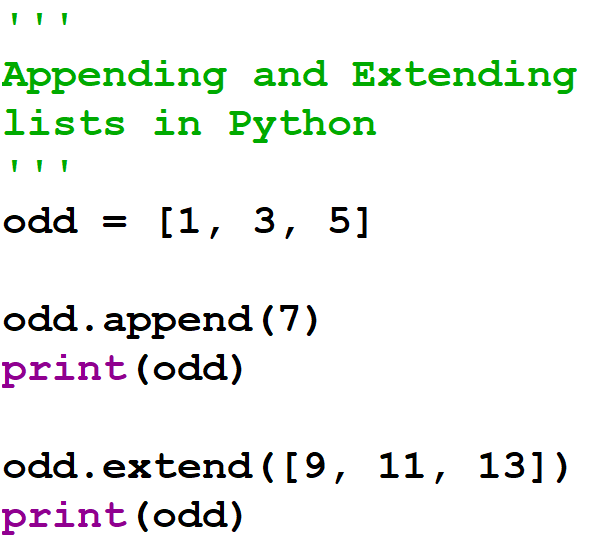 '''
Appending and Extending
lists in Python
'''
odd = [1, 3, 5]
odd.append(7)
print(odd)
odd.extend([9, 11, 13])
print(odd)